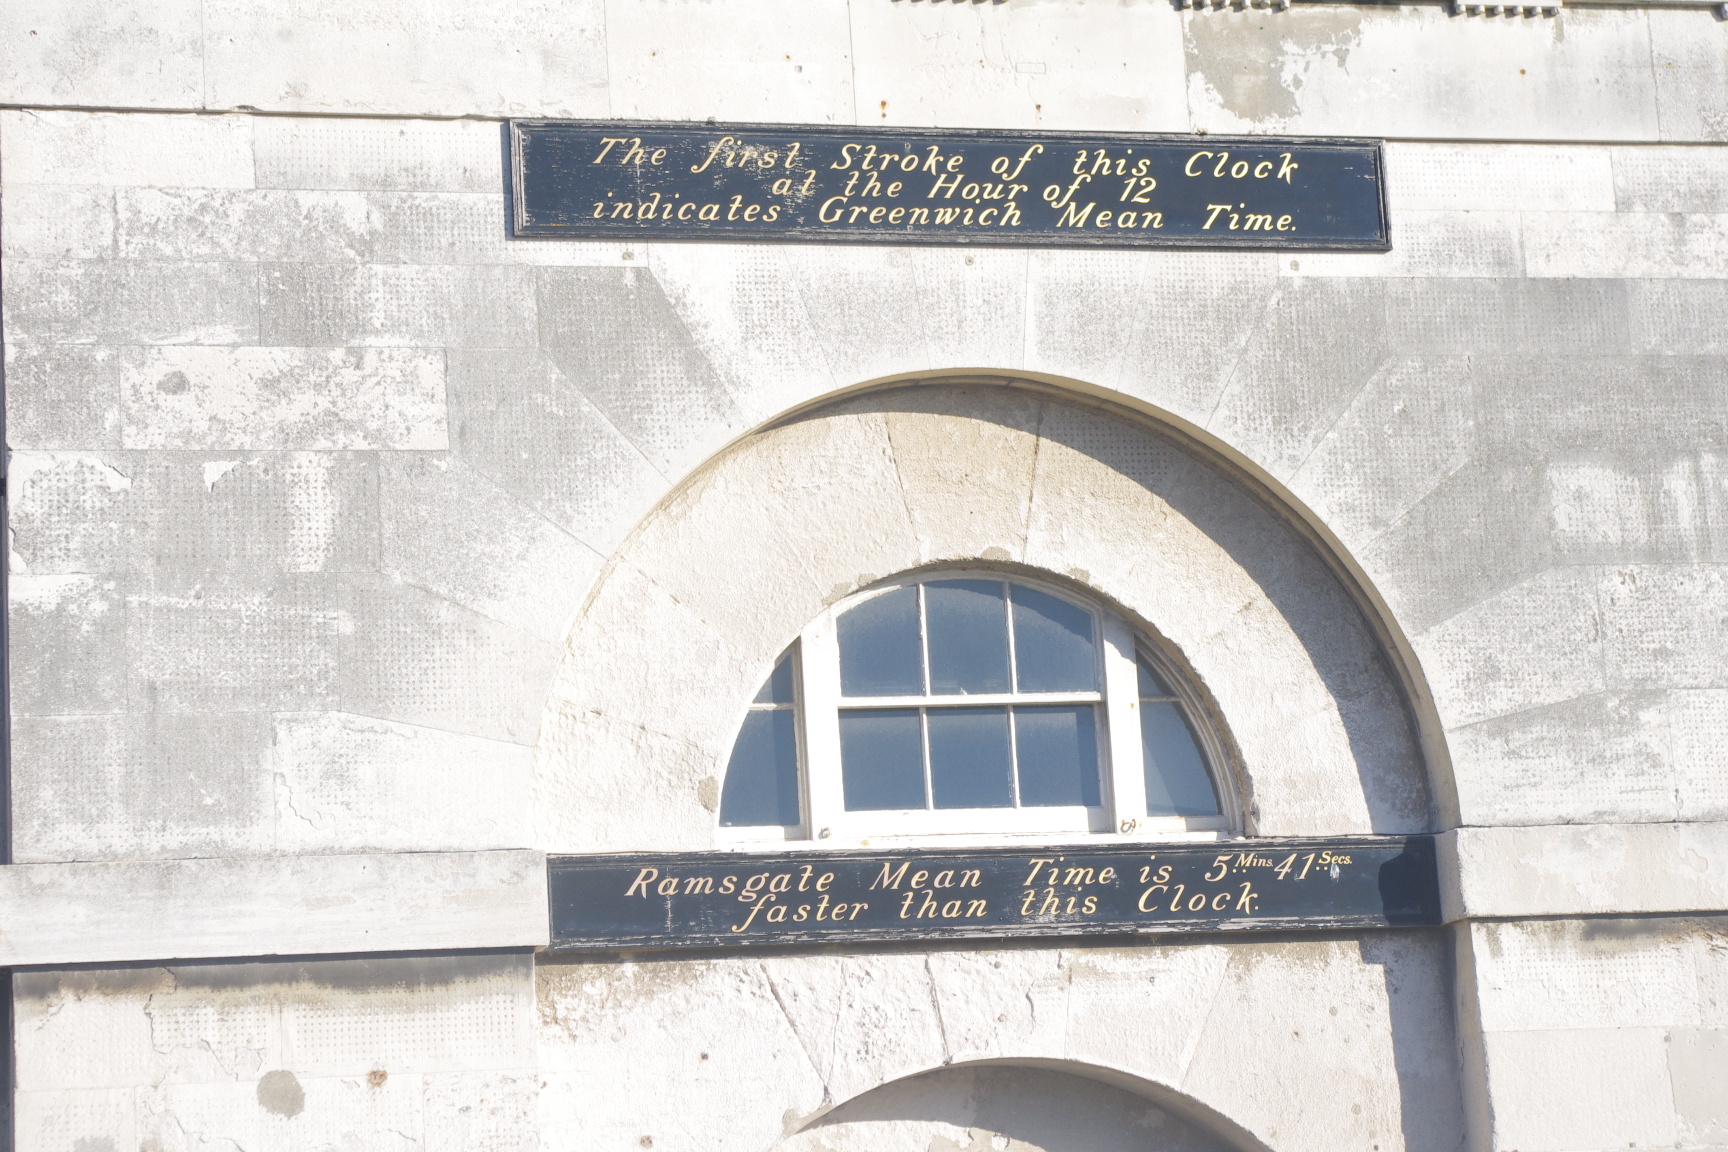 The first Stroke of this Clock
at the Hour of 12
indicates Greenwich Mean Time.
Ramsgate Mean Time is 5 Mins. 41 Secs.
faster than this Clock.